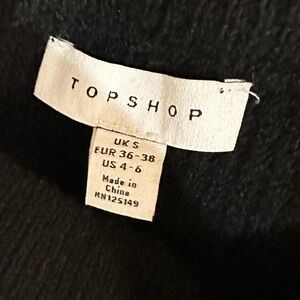 TOPSHOP
UK S
EUR 36-38
US 4-6
Made in
China
RN125149